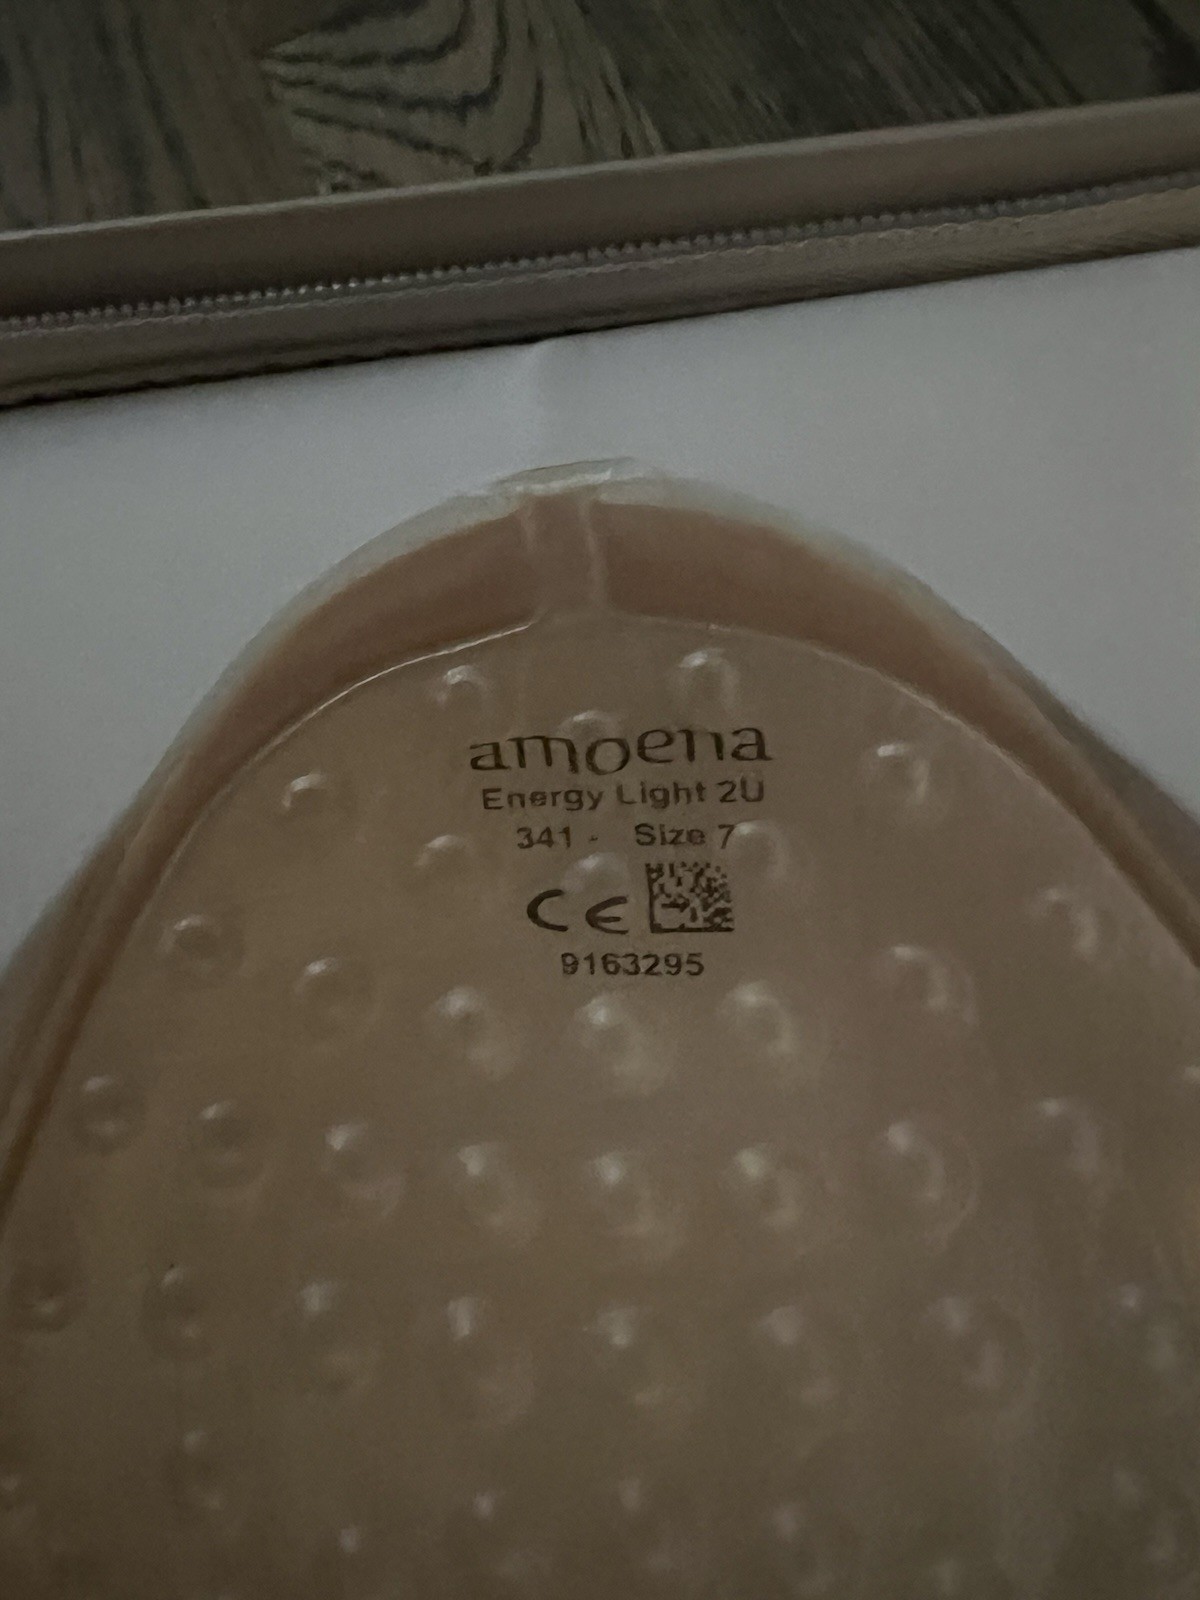 amoena
Energy Light 2U
341 - Size 7
CE
9163295